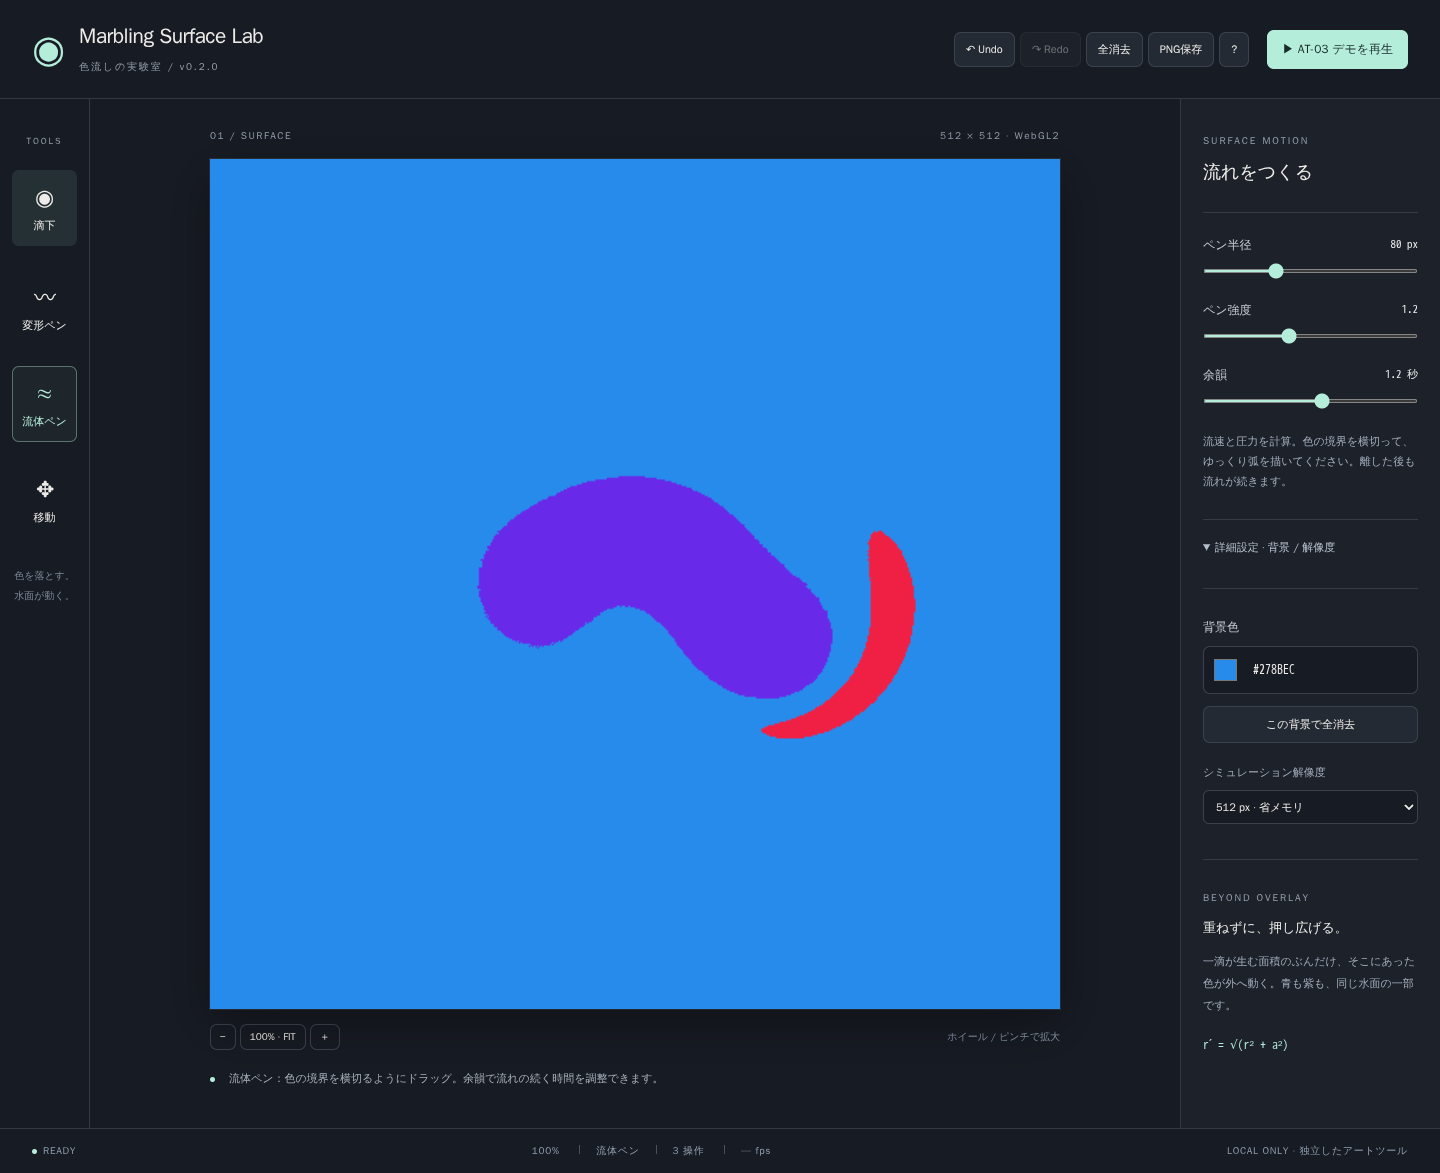 Marbling Surface Lab
色流しの実験室 / v0.2.0
↶ Undo
↷ Redo
全消去
PNG保存
?
▶ AT-03 デモを再生
TOOLS
滴下
変形ペン
流体ペン
移動
色を落とす。
水面が動く。
01 / SURFACE
512 × 512 · WebGL2
−
100% · FIT
+
ホイール / ピンチで拡大
流体ペン：色の境界を横切るようにドラッグ。余韻で流れの続く時間を調整できます。
SURFACE MOTION
流れをつくる
ペン半径
80 px
ペン強度
1.2
余韻
1.2 秒
流速と圧力を計算。色の境界を横切って、
ゆっくり弧を描いてください。離した後も
流れが続きます。
▼ 詳細設定 · 背景 / 解像度
背景色
#278BEC
この背景で全消去
シミュレーション解像度
512 px · 省メモリ
BEYOND OVERLAY
重ねずに、押し広げる。
一滴が生む面積のぶんだけ、そこにあった
色が外へ動く。青も紫も、同じ水面の一部
です。
r′ = √(r² + a²)
READY
100%
流体ペン
3 操作
— fps
LOCAL ONLY · 独立したアートツール